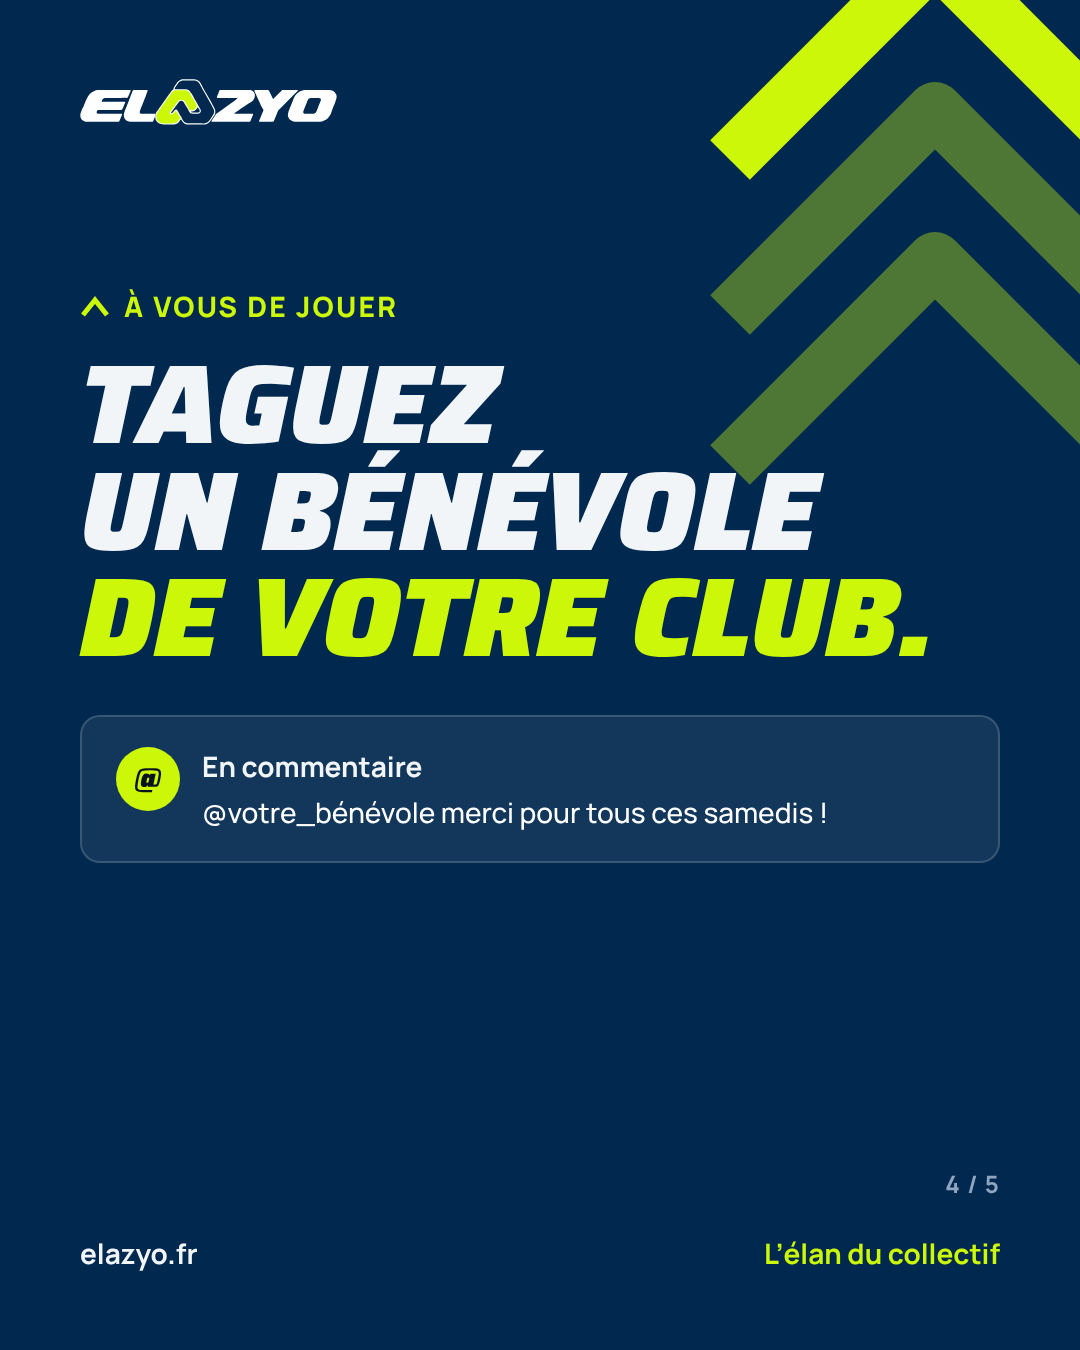 ELAZYO
À VOUS DE JOUER
TAGUEZ
UN BÉNÉVOLE
DE VOTRE CLUB.
@
En commentaire
@votre_bénévole merci pour tous ces samedis !
4 / 5
elazyo.fr
L’élan du collectif